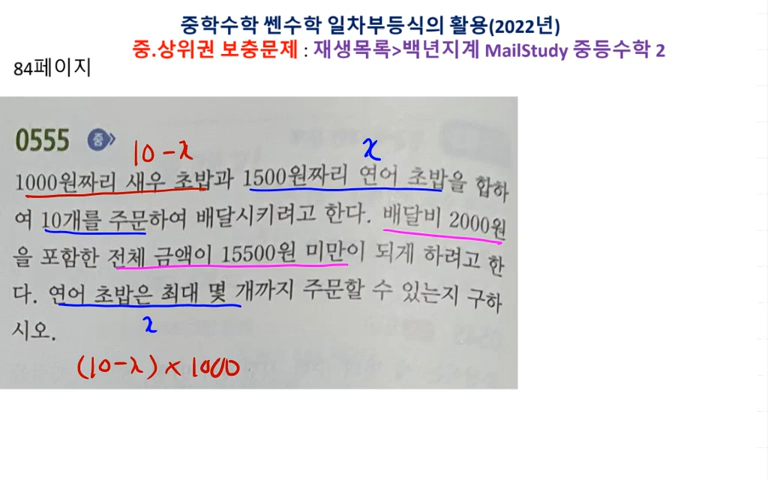 중학수학 쎈수학 일차부등식의 활용(2022년)
중.상위권 보충문제 : 재생목록>백년지계 MailStudy 중등수학 2
84페이지
0555 중
10-x
x
1000원짜리 새우 초밥과 1500원짜리 연어 초밥을 합하
여 10개를 주문하여 배달시키려고 한다. 배달비 2000원
을 포함한 전체 금액이 15500원 미만이 되게 하려고 한
다. 연어 초밥은 최대 몇 개까지 주문할 수 있는지 구하
시오.
x
(10-x)×1000